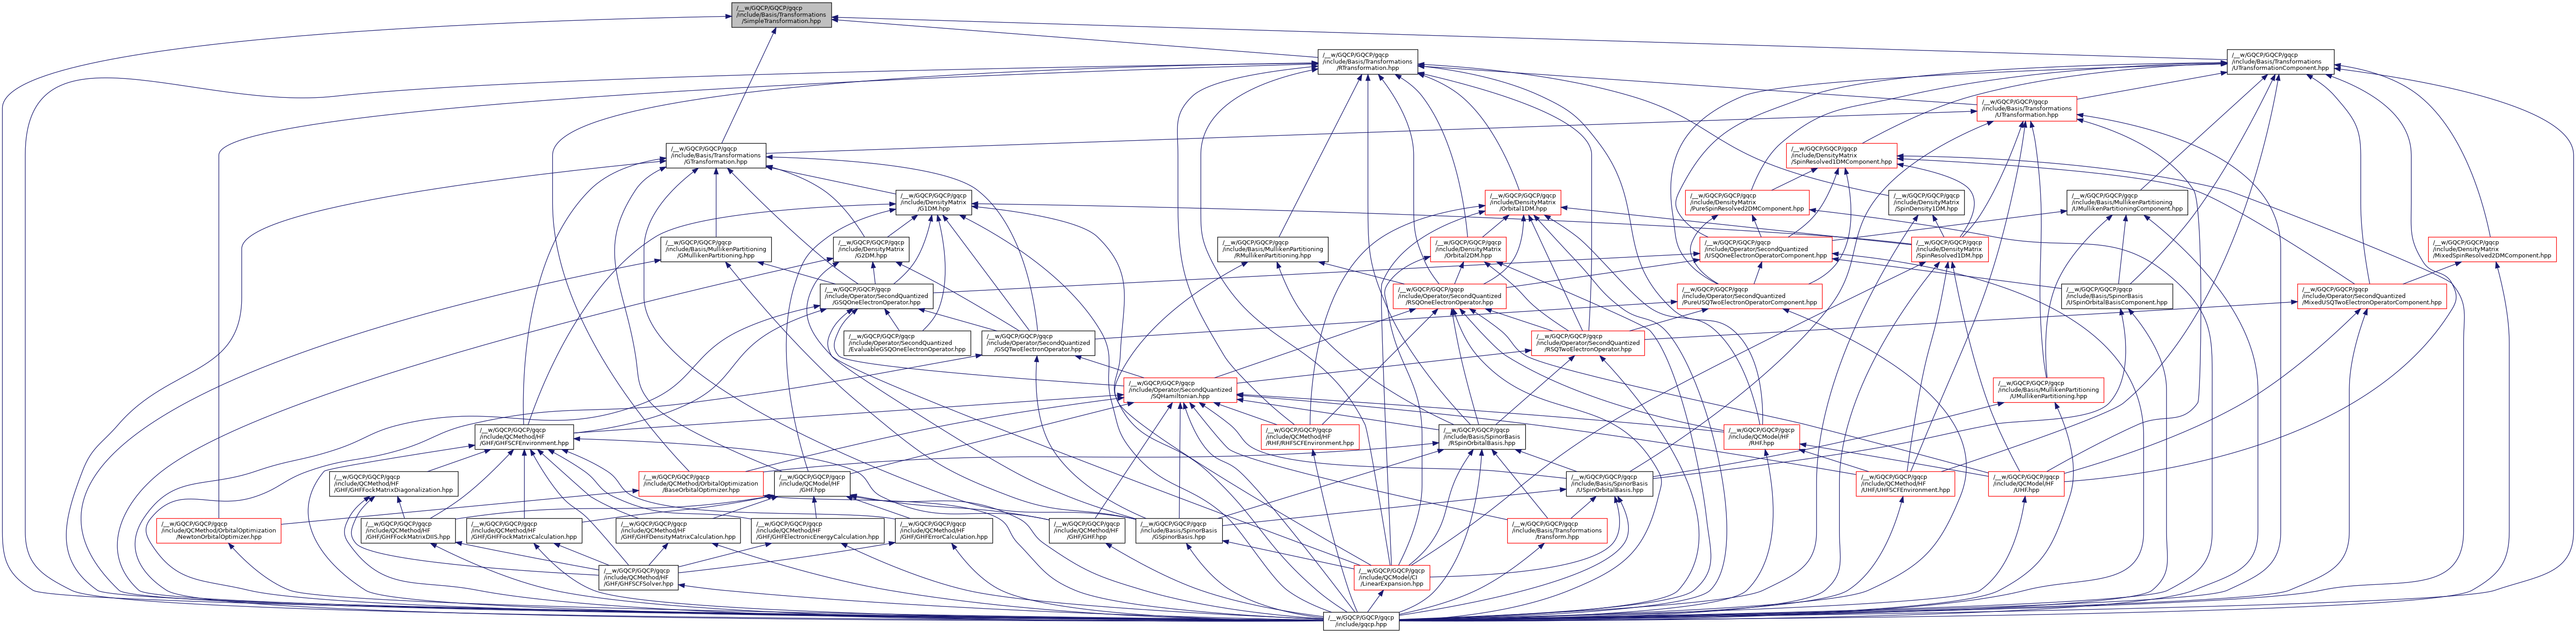 /__w/GQCP/GQCP/gqcp
/include/Basis/Transformations
/SimpleTransformation.hpp
/__w/GQCP/GQCP/gqcp
/include/Basis/Transformations
/RTransformation.hpp
/__w/GQCP/GQCP/gqcp
/include/Basis/Transformations
/UTransformationComponent.hpp
/__w/GQCP/GQCP/gqcp
/include/Basis/Transformations
/UTransformation.hpp
/__w/GQCP/GQCP/gqcp
/include/Basis/Transformations
/GTransformation.hpp
/__w/GQCP/GQCP/gqcp
/include/DensityMatrix
/SpinResolved1DMComponent.hpp
/__w/GQCP/GQCP/gqcp
/include/DensityMatrix
/G1DM.hpp
/__w/GQCP/GQCP/gqcp
/include/DensityMatrix
/Orbital1DM.hpp
/__w/GQCP/GQCP/gqcp
/include/DensityMatrix
/PureSpinResolved2DMComponent.hpp
/__w/GQCP/GQCP/gqcp
/include/DensityMatrix
/SpinDensity1DM.hpp
/__w/GQCP/GQCP/gqcp
/include/Basis/MullikenPartitioning
/UMullikenPartitioningComponent.hpp
/__w/GQCP/GQCP/gqcp
/include/Basis/MullikenPartitioning
/GMullikenPartitioning.hpp
/__w/GQCP/GQCP/gqcp
/include/DensityMatrix
/G2DM.hpp
/__w/GQCP/GQCP/gqcp
/include/Basis/MullikenPartitioning
/RMullikenPartitioning.hpp
/__w/GQCP/GQCP/gqcp
/include/DensityMatrix
/Orbital2DM.hpp
/__w/GQCP/GQCP/gqcp
/include/Operator/SecondQuantized
/USQOneElectronOperatorComponent.hpp
/__w/GQCP/GQCP/gqcp
/include/DensityMatrix
/SpinResolved1DM.hpp
/__w/GQCP/GQCP/gqcp
/include/DensityMatrix
/MixedSpinResolved2DMComponent.hpp
/__w/GQCP/GQCP/gqcp
/include/Operator/SecondQuantized
/GSQOneElectronOperator.hpp
/__w/GQCP/GQCP/gqcp
/include/Operator/SecondQuantized
/RSQOneElectronOperator.hpp
/__w/GQCP/GQCP/gqcp
/include/Operator/SecondQuantized
/PureUSQTwoElectronOperatorComponent.hpp
/__w/GQCP/GQCP/gqcp
/include/Basis/SpinorBasis
/USpinOrbitalBasisComponent.hpp
/__w/GQCP/GQCP/gqcp
/include/Operator/SecondQuantized
/MixedUSQTwoElectronOperatorComponent.hpp
/__w/GQCP/GQCP/gqcp
/include/Operator/SecondQuantized
/EvaluableGSQOneElectronOperator.hpp
/__w/GQCP/GQCP/gqcp
/include/Operator/SecondQuantized
/GSQTwoElectronOperator.hpp
/__w/GQCP/GQCP/gqcp
/include/Operator/SecondQuantized
/RSQTwoElectronOperator.hpp
/__w/GQCP/GQCP/gqcp
/include/Operator/SecondQuantized
/SQHamiltonian.hpp
/__w/GQCP/GQCP/gqcp
/include/Basis/MullikenPartitioning
/UMullikenPartitioning.hpp
/__w/GQCP/GQCP/gqcp
/include/QCMethod/HF
/GHF/GHFSCFEnvironment.hpp
/__w/GQCP/GQCP/gqcp
/include/QCMethod/HF
/RHF/RHFSCFEnvironment.hpp
/__w/GQCP/GQCP/gqcp
/include/Basis/SpinorBasis
/RSpinOrbitalBasis.hpp
/__w/GQCP/GQCP/gqcp
/include/QCModel/HF
/RHF.hpp
/__w/GQCP/GQCP/gqcp
/include/QCMethod/HF
/GHF/GHFFockMatrixDiagonalization.hpp
/__w/GQCP/GQCP/gqcp
/include/QCMethod/OrbitalOptimization
/BaseOrbitalOptimizer.hpp
/__w/GQCP/GQCP/gqcp
/include/QCModel/HF
/GHF.hpp
/__w/GQCP/GQCP/gqcp
/include/Basis/SpinorBasis
/USpinOrbitalBasis.hpp
/__w/GQCP/GQCP/gqcp
/include/QCMethod/HF
/UHF/UHFSCFEnvironment.hpp
/__w/GQCP/GQCP/gqcp
/include/QCModel/HF
/UHF.hpp
/__w/GQCP/GQCP/gqcp
/include/QCMethod/OrbitalOptimization
/NewtonOrbitalOptimizer.hpp
/__w/GQCP/GQCP/gqcp
/include/QCMethod/HF
/GHF/GHFFockMatrixDIIS.hpp
/__w/GQCP/GQCP/gqcp
/include/QCMethod/HF
/GHF/GHFFockMatrixCalculation.hpp
/__w/GQCP/GQCP/gqcp
/include/QCMethod/HF
/GHF/GHFDensityMatrixCalculation.hpp
/__w/GQCP/GQCP/gqcp
/include/QCMethod/HF
/GHF/GHFElectronicEnergyCalculation.hpp
/__w/GQCP/GQCP/gqcp
/include/QCMethod/HF
/GHF/GHFErrorCalculation.hpp
/__w/GQCP/GQCP/gqcp
/include/QCMethod/HF
/GHF/GHF.hpp
/__w/GQCP/GQCP/gqcp
/include/Basis/SpinorBasis
/GSpinorBasis.hpp
/__w/GQCP/GQCP/gqcp
/include/Basis/Transformations
/transform.hpp
/__w/GQCP/GQCP/gqcp
/include/QCMethod/HF
/GHF/GHFSCFSolver.hpp
/__w/GQCP/GQCP/gqcp
/include/QCModel/CI
/LinearExpansion.hpp
/__w/GQCP/GQCP/gqcp
/include/gqcp.hpp